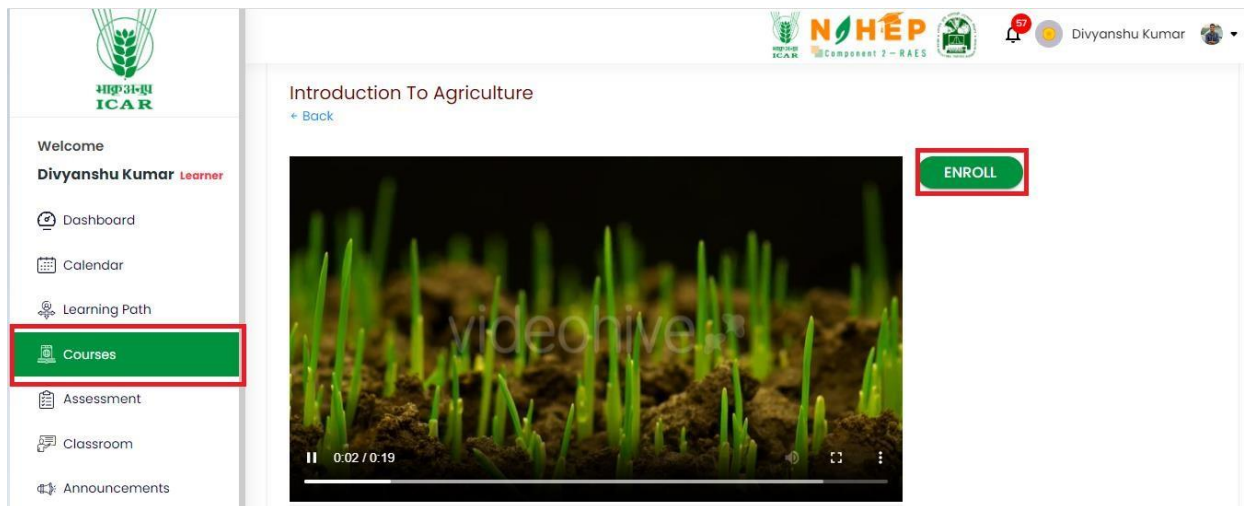 भाकृअनुप
ICAR
Welcome
Divyanshu Kumar Learner
Dashboard
Calendar
Learning Path
Courses
Assessment
Classroom
Announcements
ICAR
NAHEP
Component 2 – RAES
57
Divyanshu Kumar
Introduction To Agriculture
← Back
ENROLL
videohive
0:02 / 0:19